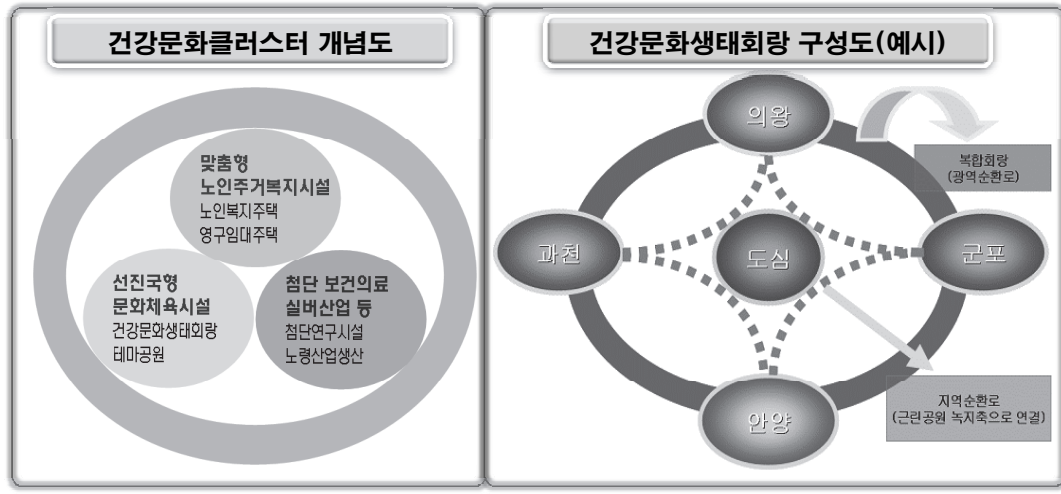 건강문화클러스터 개념도
맞춤형
노인주거복지시설
노인복지주택
영구임대주택
선진국형
문화체육시설
건강문화생태회랑
테마공원
첨단 보건의료
실버산업 등
첨단연구시설
노령산업생산
건강문화생태회랑 구성도(예시)
의왕
복합회랑
(광역순환로)
과천
도심
군포
안양
지역순환로
(근린공원 녹지축으로 연결)